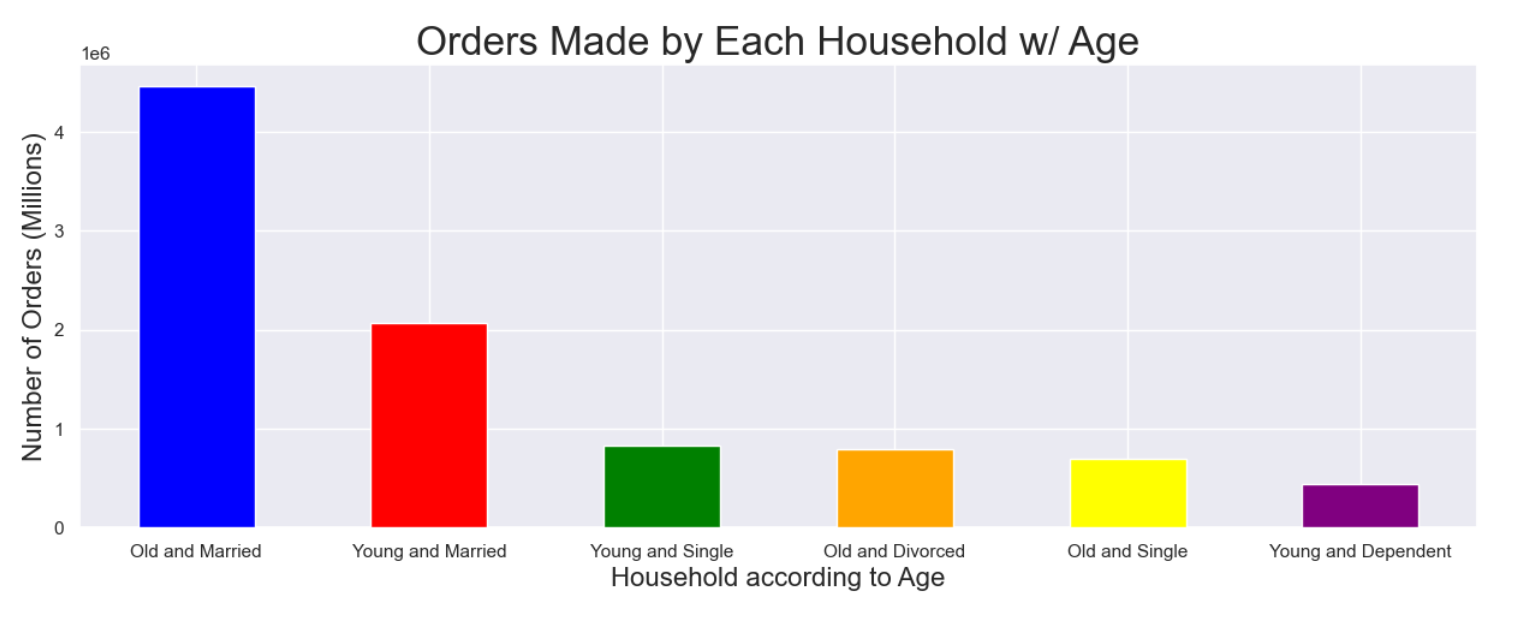 Orders Made by Each Household w/ Age
1e6
Number of Orders (Millions)
4
3
2
1
0
Old and Married
Young and Married
Young and Single
Old and Divorced
Old and Single
Young and Dependent
Household according to Age